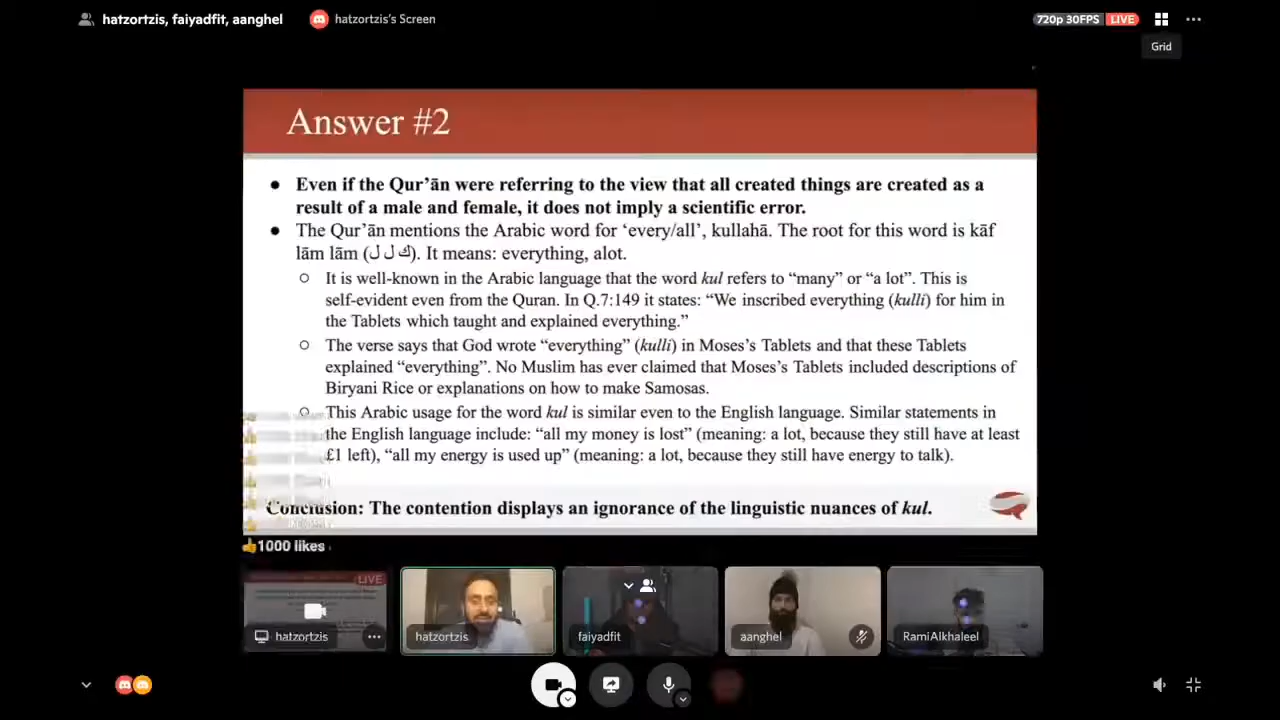 hatzortzis, faiyadfit, aanghel
hatzortzis's Screen
720p 30FPS LIVE
Grid
Answer #2
● Even if the Qur’ān were referring to the view that all created things are created as a
result of a male and female, it does not imply a scientific error.
● The Qur’ān mentions the Arabic word for ‘every/all’, kullahā. The root for this word is kāf
lām lām (ك ل ل). It means: everything, alot.
○ It is well-known in the Arabic language that the word kul refers to “many” or “a lot”. This is
self-evident even from the Quran. In Q.7:149 it states: “We inscribed everything (kulli) for him in
the Tablets which taught and explained everything.”
○ The verse says that God wrote “everything” (kulli) in Moses’s Tablets and that these Tablets
explained “everything”. No Muslim has ever claimed that Moses’s Tablets included descriptions of
Biryani Rice or explanations on how to make Samosas.
○ This Arabic usage for the word kul is similar even to the English language. Similar statements in
the English language include: “all my money is lost” (meaning: a lot, because they still have at least
£1 left), “all my energy is used up” (meaning: a lot, because they still have energy to talk).
Conclusion: The contention displays an ignorance of the linguistic nuances of kul.
👍1000 likes
LIVE
hatzortzis
hatzortzis
faiyadfit
aanghel
RamiAlkhaleel